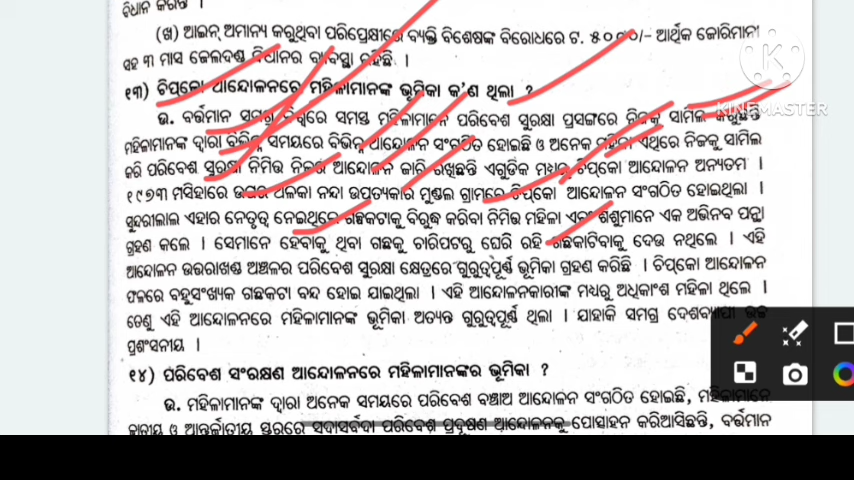 ବିଧାନ କରାଗଲା ।
(ଖ) ଆଇନ୍ ଅମାନ୍ୟ କରୁଥିବା ପରିପ୍ରେକ୍ଷୀରେ ବ୍ୟକ୍ତି ବିଶେଷଙ୍କ ବିରୋଧରେ ଟ. ୫୦୦୦/- ଆର୍ଥିକ ଜୋରିମାନା
ସହ ୩ ମାସ ଜେଲଦଣ୍ଡ ବିଧାନର ବ୍ୟବସ୍ଥା ରହିଛି ।
୧୩) ଚିପ୍‌କୋ ଆନ୍ଦୋଳନରେ ମହିଳାମାନଙ୍କ ଭୂମିକା କ'ଣ ଥିଲା ?
ଉ. ବର୍ତ୍ତମାନ ସମଗ୍ର ବିଶ୍ୱରେ ସମସ୍ତ ମହିଳାମାନେ ପରିବେଶ ସୁରକ୍ଷା ପ୍ରସଙ୍ଗରେ ନିଜକୁ ସାମିଲ କରୁଛନ୍ତି
ମହିଳାମାନଙ୍କ ଦ୍ୱାରା ବିଭିନ୍ନ ସମୟରେ ବିଭିନ୍ନ ଆନ୍ଦୋଳନ ସଂଗଠିତ ହୋଇଛି ଓ ଅନେକ ମହିଳା ଏଥିରେ ନିଜକୁ ସାମିଲ
କରି ପରିବେଶ ସୁରକ୍ଷା ନିମିତ୍ତ ନିଜର ଆନ୍ଦୋଳନ ଜାରି ରଖିଛନ୍ତି ଏଗୁଡିକ ମଧ୍ୟରୁ ଚିପ୍‌କୋ ଆନ୍ଦୋଳନ ଅନ୍ୟତମ ।
୧୯୭୩ ମସିହାରେ ଉତ୍ତର ଅଳକା ନନ୍ଦା ଉପତ୍ୟକାର ମୁଣ୍ଡଲ ଗ୍ରାମରେ ଚିପ୍‌କୋ ଆନ୍ଦୋଳନ ସଂଗଠିତ ହୋଇଥିଲା ।
ସୁନ୍ଦରୀଲାଲ ଏହାର ନେତୃତ୍ୱ ନେଇଥିଲେ ଗଛକଟାକୁ ବିରୁଦ୍ଧ କରିବା ନିମିତ୍ତ ମହିଳା ଏବଂ ଶିଶୁମାନେ ଏକ ଅଭିନବ ପନ୍ଥା
ଗ୍ରହଣ କଲେ । ସେମାନେ ହେବାକୁ ଥିବା ଗଛକୁ ଚାରିପଟରୁ ଘେରି ରହି ଗଛକାଟିବାକୁ ଦେଉ ନଥିଲେ । ଏହି
ଆନ୍ଦୋଳନ ଉତ୍ତରାଖଣ୍ଡ ଅଞ୍ଚଳର ପରିବେଶ ସୁରକ୍ଷା କ୍ଷେତ୍ରରେ ଗୁରୁତ୍ୱପୂର୍ଣ୍ଣ ଭୂମିକା ଗ୍ରହଣ କରିଛି । ଚିପ୍‌କୋ ଆନ୍ଦୋଳନ
ଫଳରେ ବହୁସଂଖ୍ୟକ ଗଛକଟା ବନ୍ଦ ହୋଇ ଯାଇଥିଲା । ଏହି ଆନ୍ଦୋଳନକାରୀଙ୍କ ମଧ୍ୟରୁ ଅଧିକାଂଶ ମହିଳା ଥିଲେ ।
ତେଣୁ ଏହି ଆନ୍ଦୋଳନରେ ମହିଳାମାନଙ୍କ ଭୂମିକା ଅତ୍ୟନ୍ତ ଗୁରୁତ୍ୱପୂର୍ଣ୍ଣ ଥିଲା । ଯାହାକି ସମଗ୍ର ଦେଶବ୍ୟାପୀ
ପ୍ରଶଂସନୀୟ ।
୧୪) ପରିବେଶ ସଂରକ୍ଷଣ ଆନ୍ଦୋଳନରେ ମହିଳାମାନଙ୍କର ଭୂମିକା ?
ଉ. ମହିଳାମାନଙ୍କ ଦ୍ୱାରା ଅନେକ ସମୟରେ ପରିବେଶ ବଞ୍ଚାଅ ଆନ୍ଦୋଳନ ସଂଗଠିତ ହୋଇଛି, ମହିଳାମାନେ
ଜାତୀୟ ଓ ଆନ୍ତର୍ଜାତୀୟ ସ୍ତରରେ ସଦାସର୍ବଦା ପରିବେଶ ପ୍ରଦୂଷଣ ଆନ୍ଦୋଳନକୁ ପୋତ୍ସାହନ କରିଆସିଛନ୍ତି, ବର୍ତ୍ତମାନ
KINEMASTER